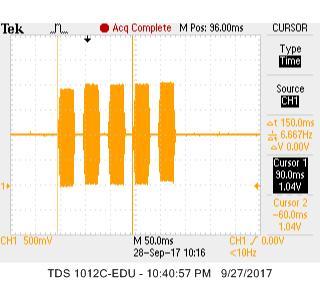 Tek
Acq Complete
M Pos: 96.00ms
CURSOR
Type
Time
Source
CH1
Δt 150.0ms
6.667Hz
ΔV 0.00V
Cursor 1
90.0ms
1.04V
Cursor 2
-60.0ms
1.04V
1
CH1 500mV
M 50.0ms
CH1 / 0.00V
28-Sep-17 10:16
<10Hz
TDS 1012C-EDU - 10:40:57 PM 9/27/2017